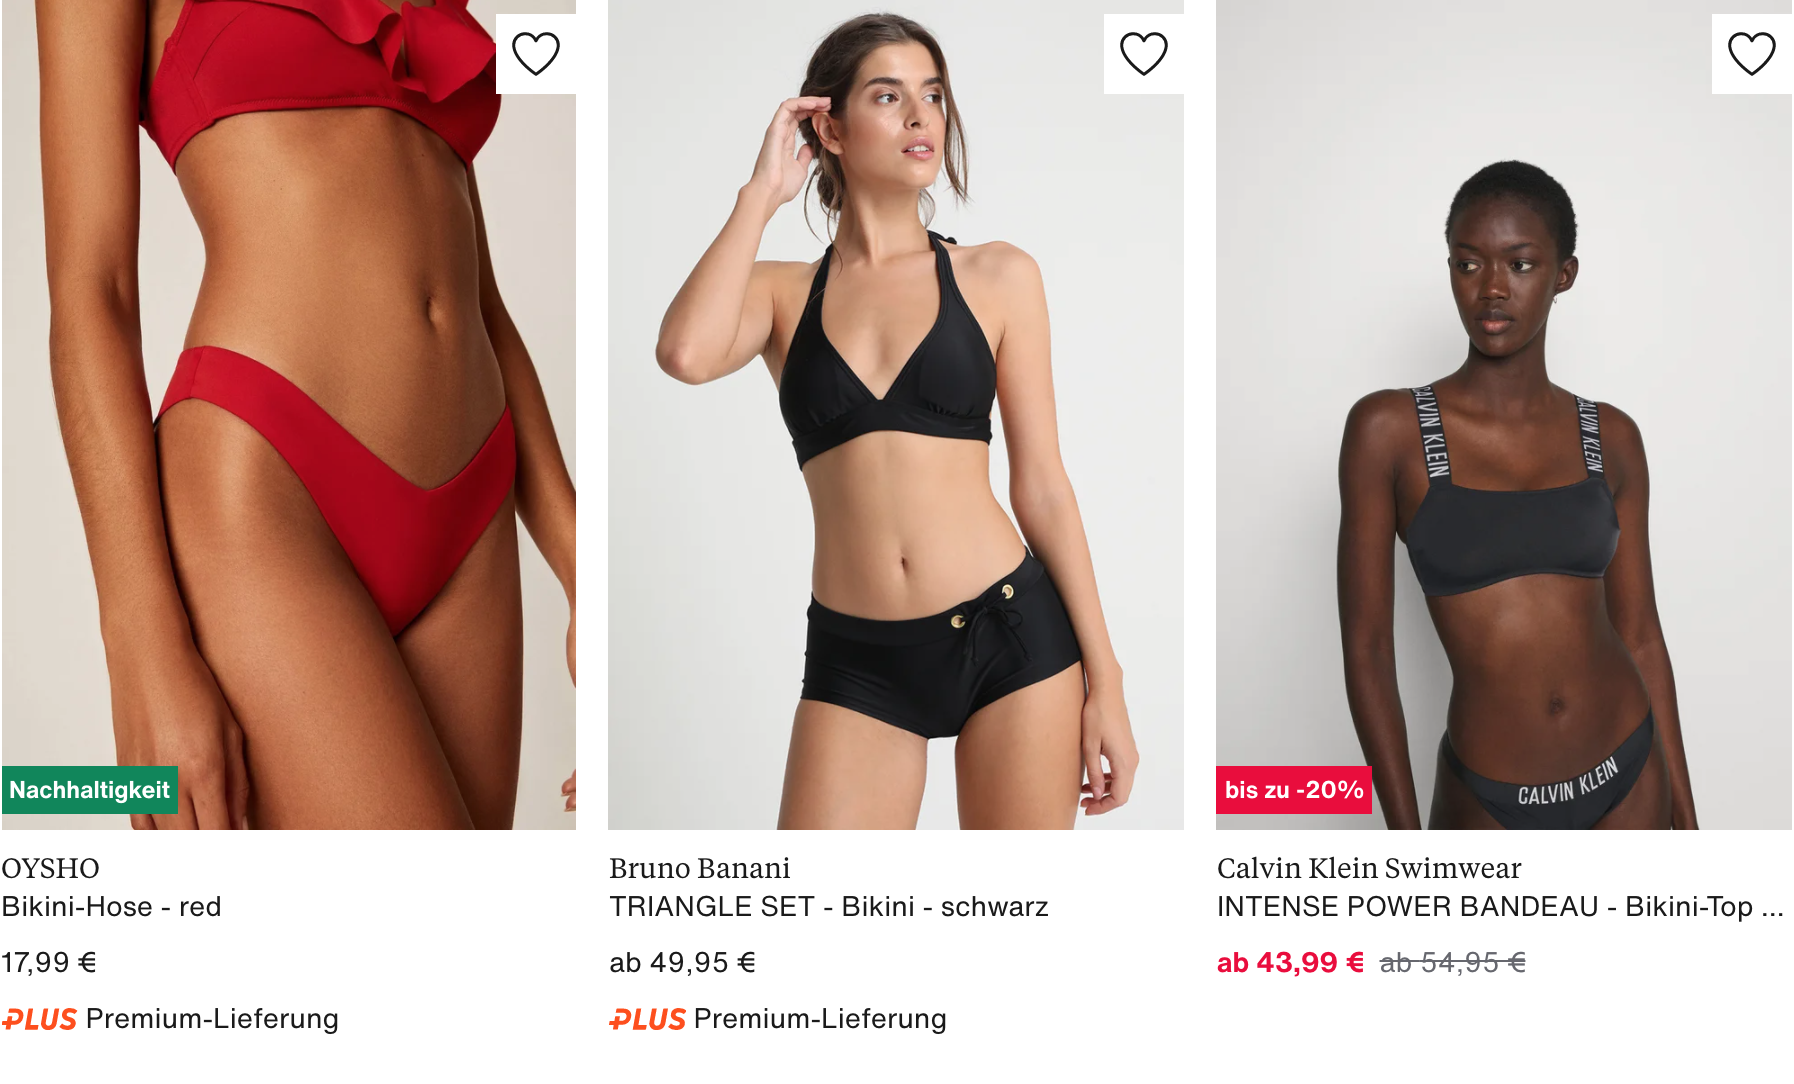 CALVIN KLEIN
CALVIN KLEIN
CALVIN KLEIN
Nachhaltigkeit
bis zu -20%
OYSHO
Bikini-Hose - red
17,99 €
PLUS Premium-Lieferung
Bruno Banani
TRIANGLE SET - Bikini - schwarz
ab 49,95 €
PLUS Premium-Lieferung
Calvin Klein Swimwear
INTENSE POWER BANDEAU - Bikini-Top ...
ab 43,99 € ab 54,95 €